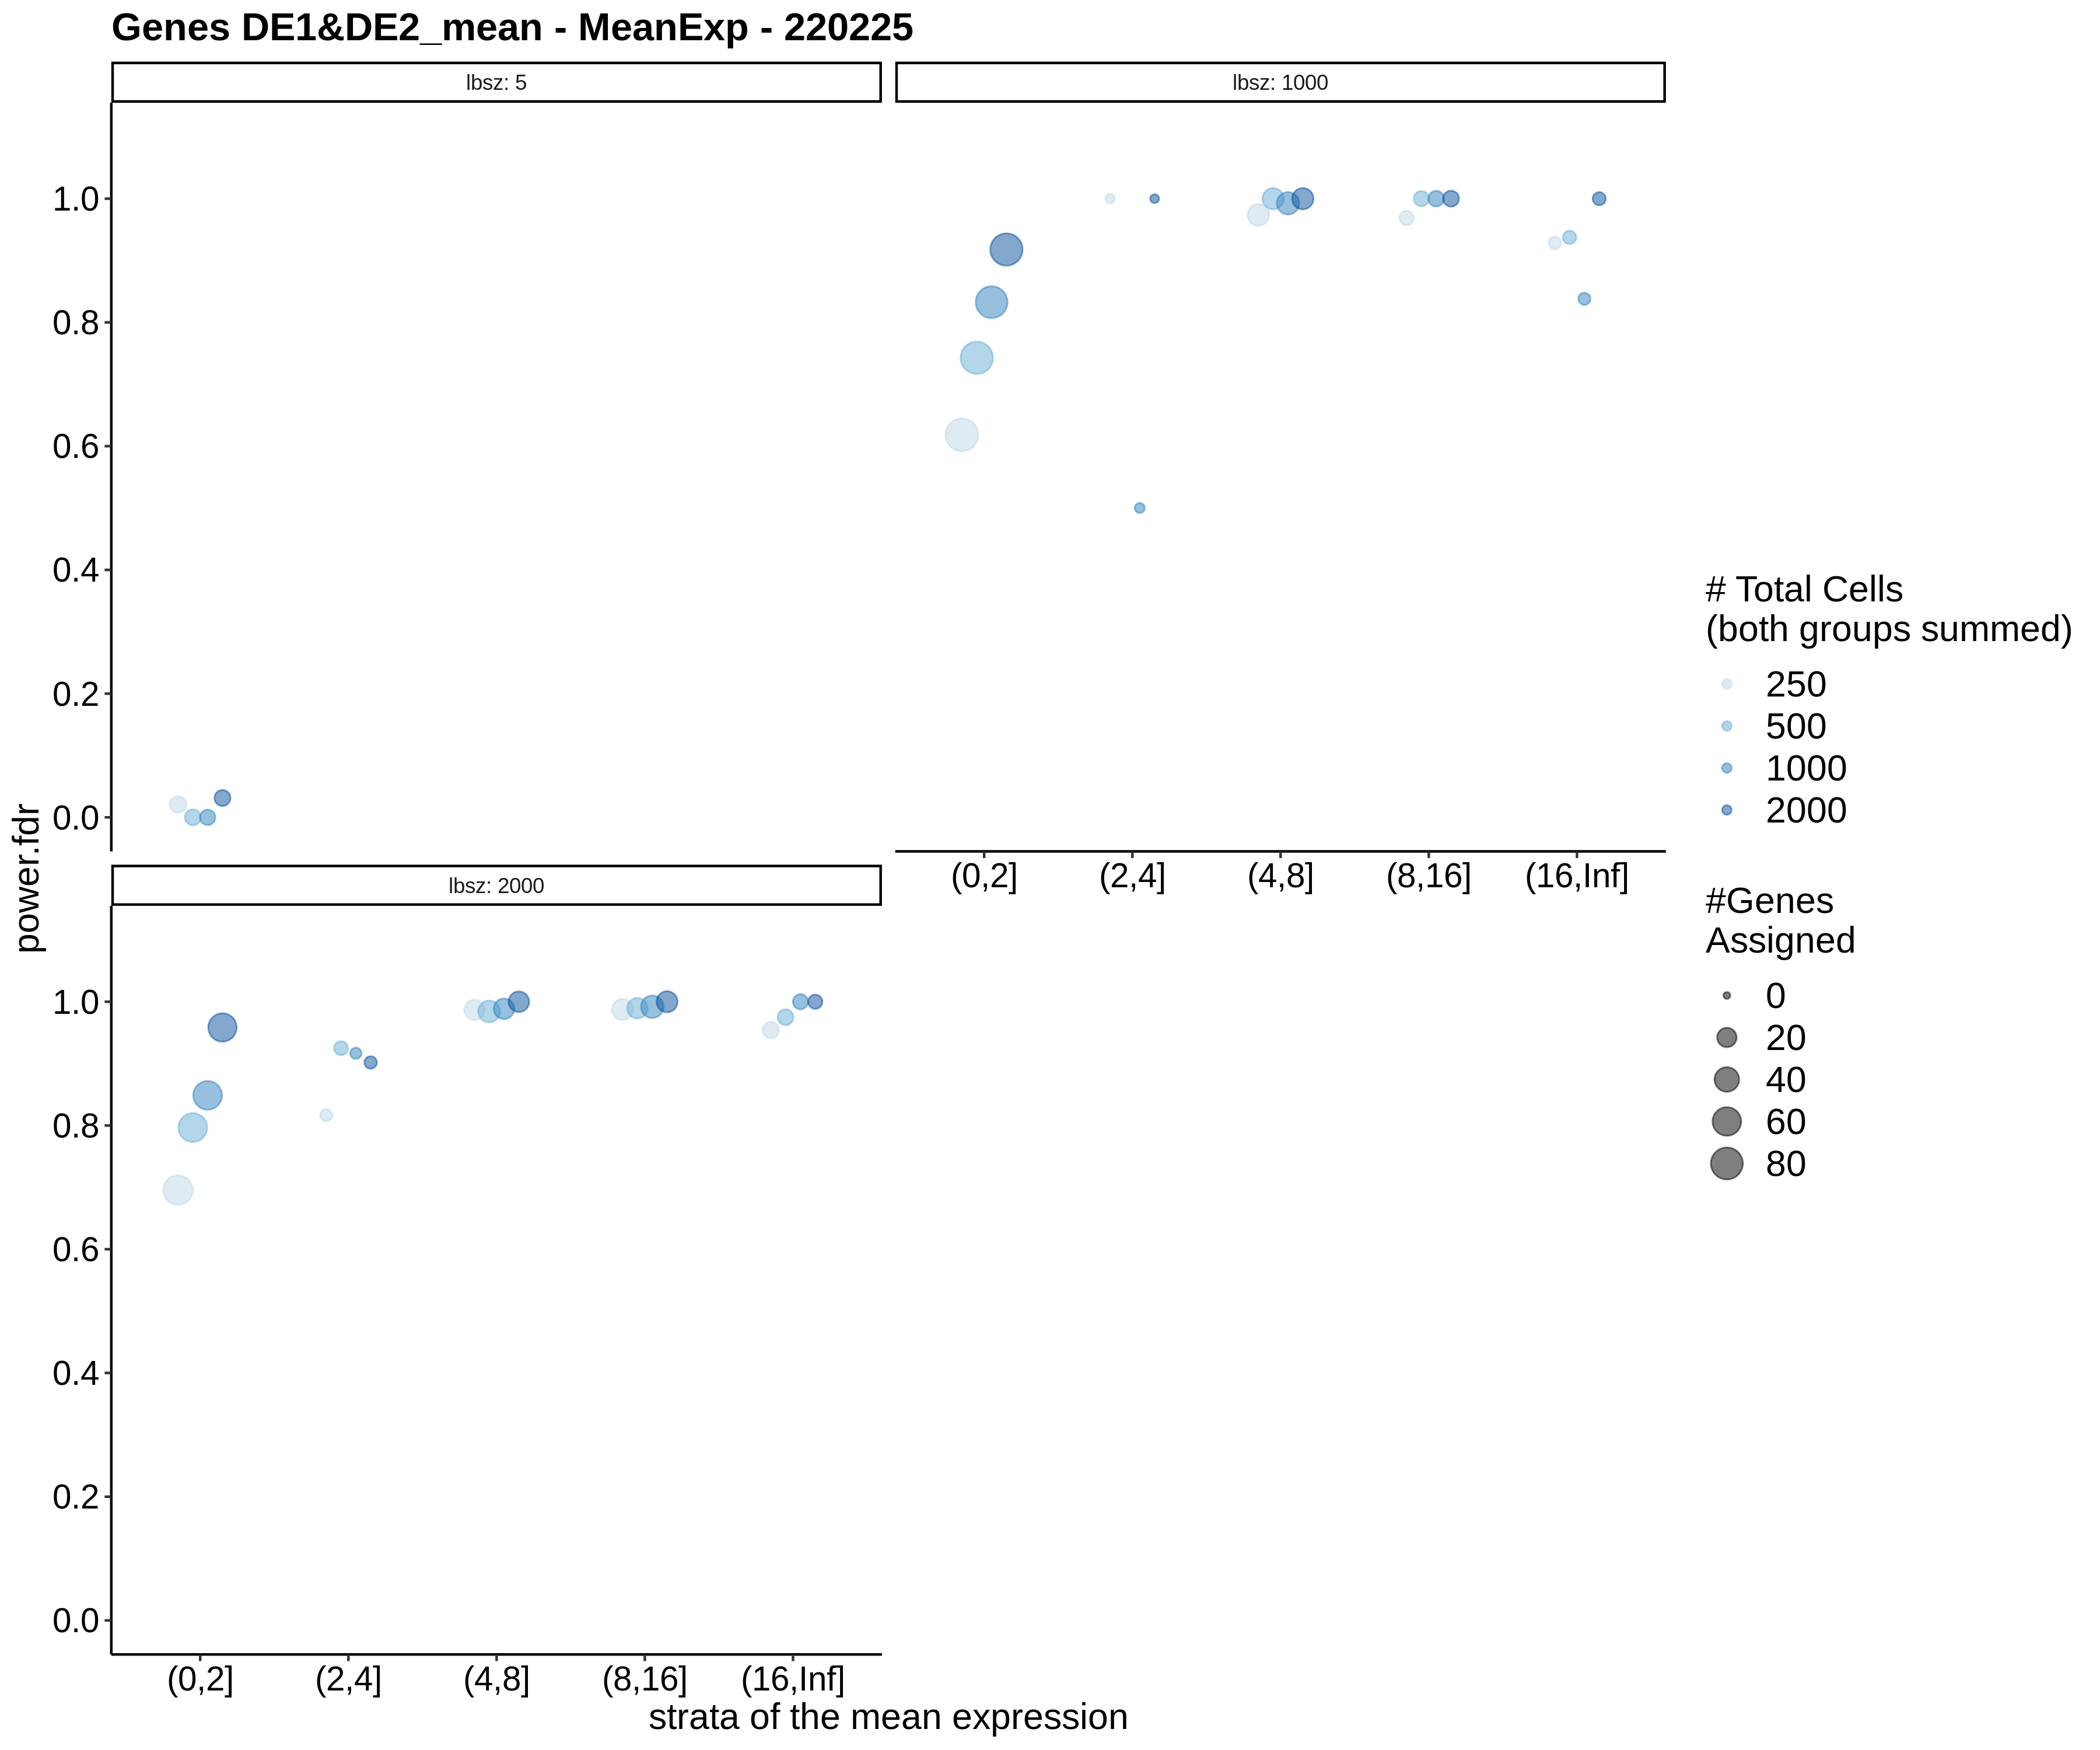 Genes DE1&DE2_mean - MeanExp - 220225
lbsz: 5
lbsz: 1000
1.0
0.8
0.6
0.4
0.2
0.0
(0,2] (2,4] (4,8] (8,16] (16,Inf]
lbsz: 2000
1.0
0.8
0.6
0.4
0.2
0.0
(0,2] (2,4] (4,8] (8,16] (16,Inf]
strata of the mean expression
power.fdr
# Total Cells
(both groups summed)
250
500
1000
2000
#Genes
Assigned
0
20
40
60
80